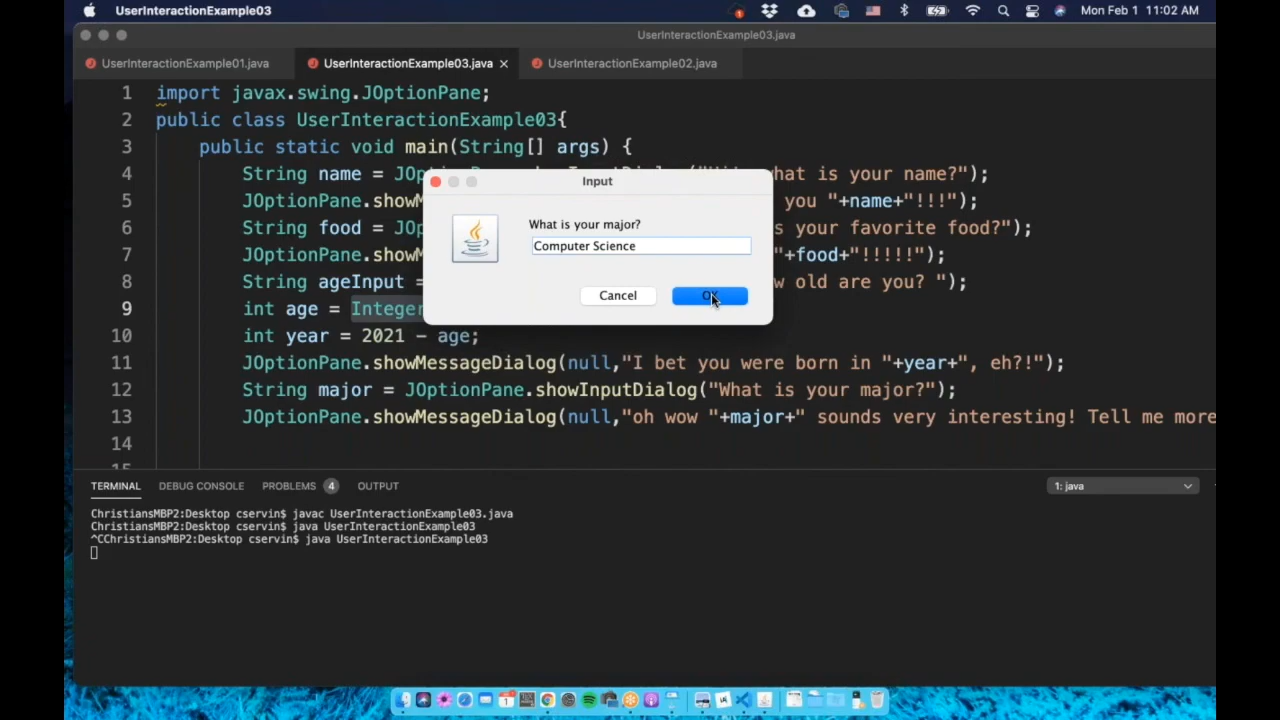 UserInteractionExample03
Mon Feb 1 11:02 AM
UserInteractionExample03.java
UserInteractionExample01.java
UserInteractionExample03.java
UserInteractionExample02.java
1 import javax.swing.JOptionPane;
2 public class UserInteractionExample03{
3 public static void main(String[] args) {
4 String name = JOpt hat is your name?");
5 JOptionPane.showM you "+name+"!!!");
6 String food = JO s your favorite food?");
7 JOptionPane.showM "+food+"!!!!!");
8 String ageInput = w old are you? ");
9 int age = Integer
10 int year = 2021 - age;
11 JOptionPane.showMessageDialog(null,"I bet you were born in "+year+", eh?!");
12 String major = JOptionPane.showInputDialog("What is your major?");
13 JOptionPane.showMessageDialog(null,"oh wow "+major+" sounds very interesting! Tell me more
14
Input
What is your major?
Computer Science
Cancel
OK
TERMINAL DEBUG CONSOLE PROBLEMS 4 OUTPUT
1: java
ChristiansMBP2:Desktop cservin$ javac UserInteractionExample03.java
ChristiansMBP2:Desktop cservin$ java UserInteractionExample03
^CChristiansMBP2:Desktop cservin$ java UserInteractionExample03